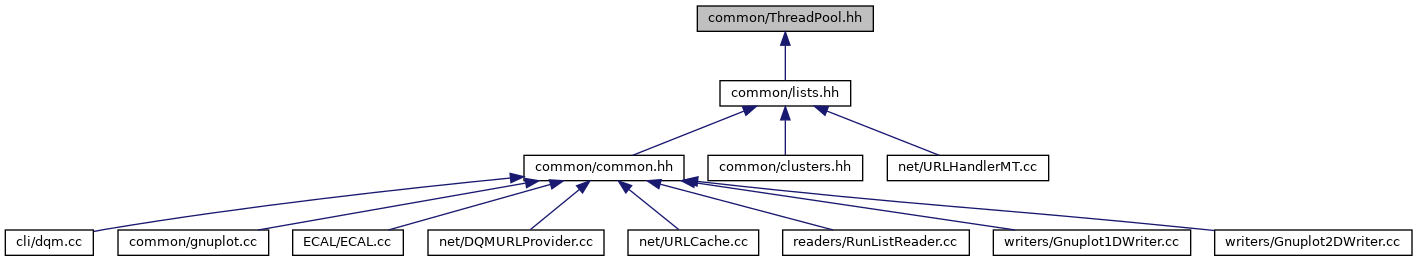 common/ThreadPool.hh
common/lists.hh
common/common.hh
common/clusters.hh
net/URLHandlerMT.cc
cli/dqm.cc
common/gnuplot.cc
ECAL/ECAL.cc
net/DQMURLProvider.cc
net/URLCache.cc
readers/RunListReader.cc
writers/Gnuplot1DWriter.cc
writers/Gnuplot2DWriter.cc